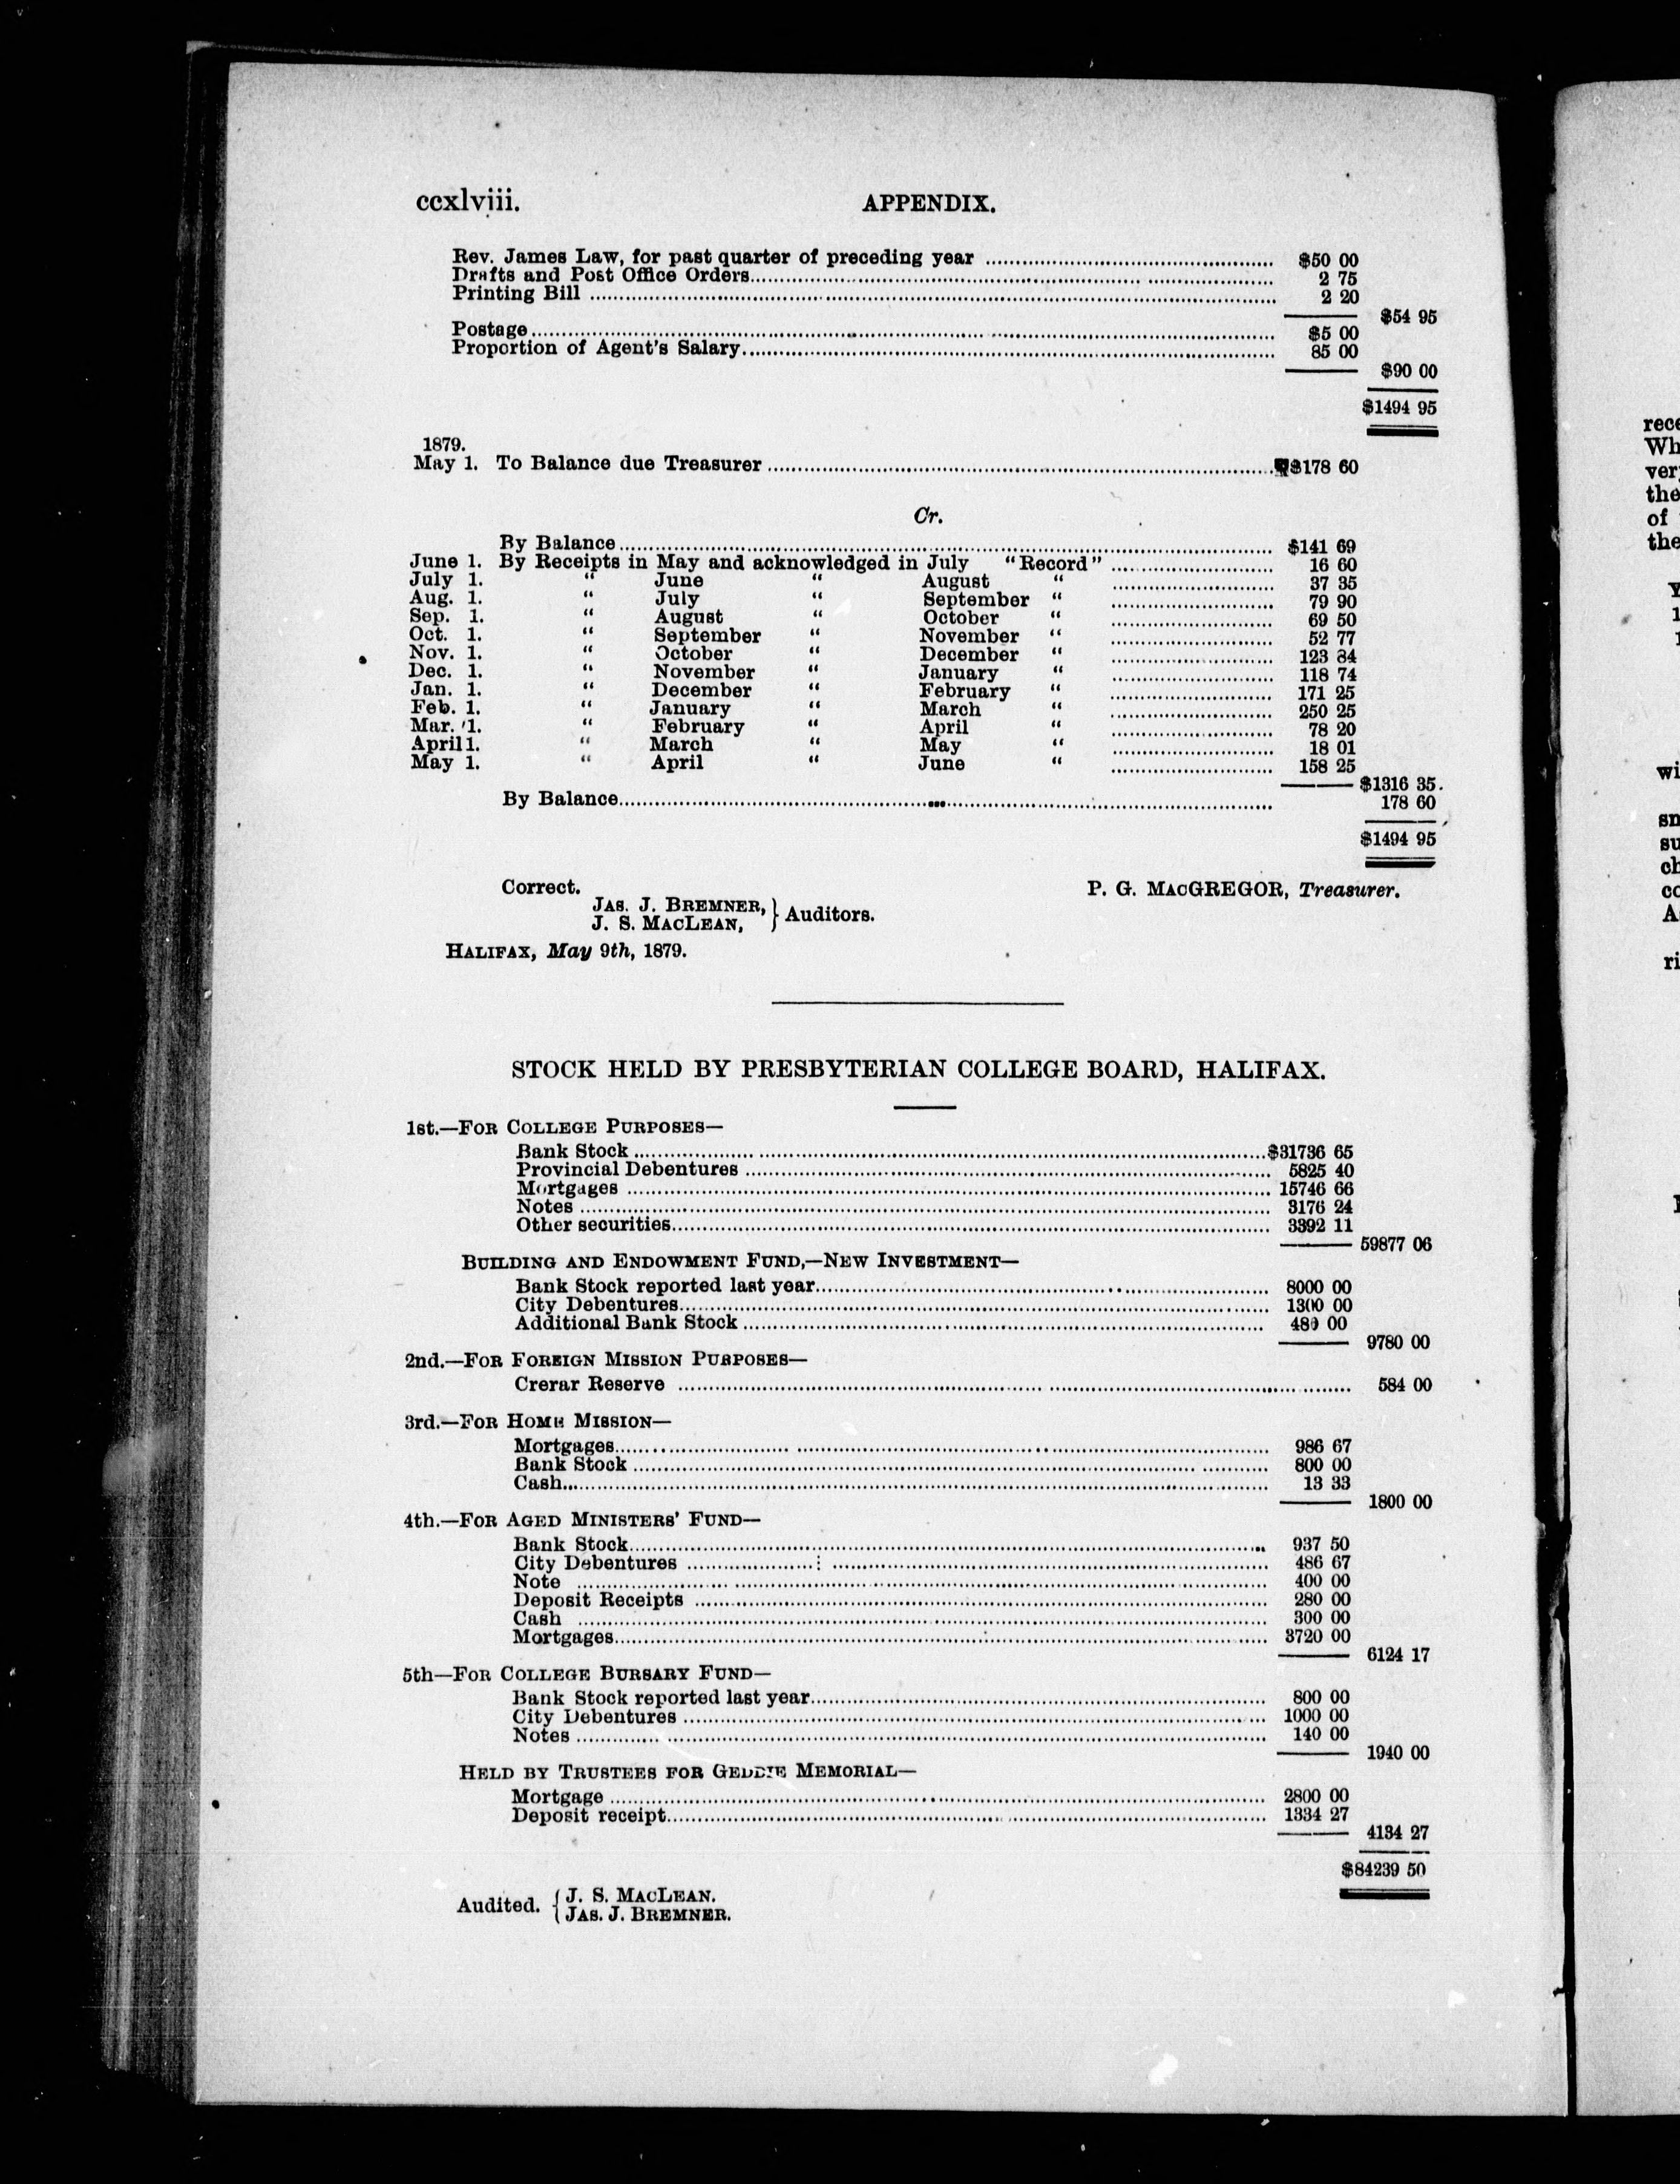 ccxlviii. APPENDIX.
Rev. James Law, for past quarter of preceding year ........ $50 00
Drafts and Post Office Orders........ 2 75
Printing Bill ........ 2 20
$54 95
Postage........ $5 00
Proportion of Agent's Salary........ 85 00
$90 00
$1494 95
1879.
May 1. To Balance due Treasurer ........ $178 60
Cr.
By Balance........ $141 69
June 1. By Receipts in May and acknowledged in July "Record" ........ 16 60
July 1. " June " August " ........ 37 35
Aug. 1. " July " September " ........ 79 90
Sep. 1. " August " October " ........ 69 50
Oct. 1. " September " November " ........ 52 77
Nov. 1. " October " December " ........ 123 84
Dec. 1. " November " January " ........ 118 74
Jan. 1. " December " February " ........ 171 25
Feb. 1. " January " March " ........ 250 25
Mar. 1. " February " April " ........ 78 20
April 1. " March " May " ........ 18 01
May 1. " April " June " ........ 158 25
$1316 35.
By Balance........ 178 60
$1494 95
Correct. P. G. MACGREGOR, Treasurer.
JAS. J. BREMNER, } Auditors.
J. S. MACLEAN,
HALIFAX, May 9th, 1879.
STOCK HELD BY PRESBYTERIAN COLLEGE BOARD, HALIFAX.
1st.—FOR COLLEGE PURPOSES—
Bank Stock ........ $31736 65
Provincial Debentures ........ 5825 40
Mortgages ........ 15746 66
Notes ........ 3176 24
Other securities........ 3392 11
59877 06
BUILDING AND ENDOWMENT FUND,—NEW INVESTMENT—
Bank Stock reported last year........ 8000 00
City Debentures........ 1300 00
Additional Bank Stock ........ 480 00
9780 00
2nd.—FOR FOREIGN MISSION PURPOSES—
Crerar Reserve ........ 584 00
3rd.—FOR HOME MISSION—
Mortgages........ 986 67
Bank Stock ........ 800 00
Cash........ 13 33
1800 00
4th.—FOR AGED MINISTERS' FUND—
Bank Stock........ 937 50
City Debentures ........ 486 67
Note ........ 400 00
Deposit Receipts ........ 280 00
Cash ........ 300 00
Mortgages........ 3720 00
6124 17
5th—FOR COLLEGE BURSARY FUND—
Bank Stock reported last year........ 800 00
City Debentures ........ 1000 00
Notes ........ 140 00
1940 00
HELD BY TRUSTEES FOR GEDDIE MEMORIAL—
Mortgage ........ 2800 00
Deposit receipt........ 1334 27
4134 27
$84239 50
Audited. { J. S. MACLEAN.
JAS. J. BREMNER.